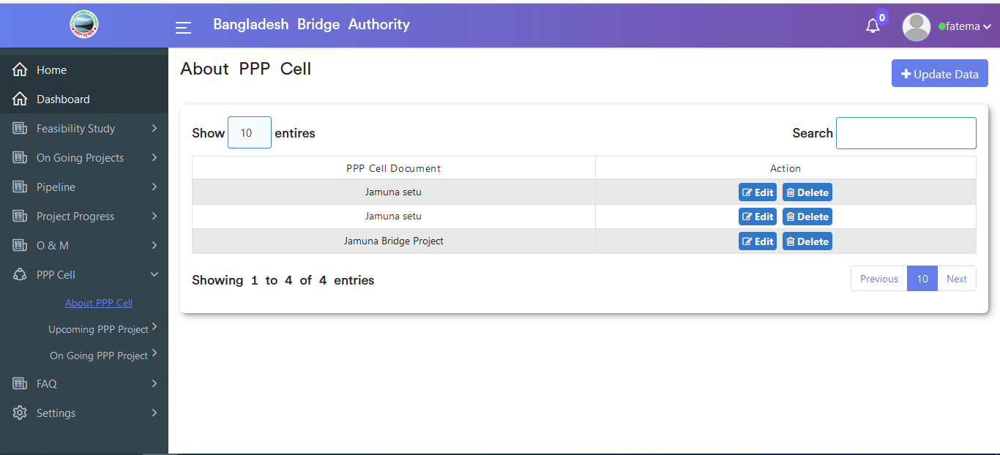 Bangladesh Bridge Authority
0
fatema
Home
Dashboard
Feasibility Study
On Going Projects
Pipeline
Project Progress
O & M
PPP Cell
About PPP Cell
Upcoming PPP Project
On Going PPP Project
FAQ
Settings
About PPP Cell
Update Data
Show 10 entires
Search
PPP Cell Document Action
Jamuna setu Edit Delete
Jamuna setu Edit Delete
Jamuna Bridge Project Edit Delete
Showing 1 to 4 of 4 entries
Previous 10 Next